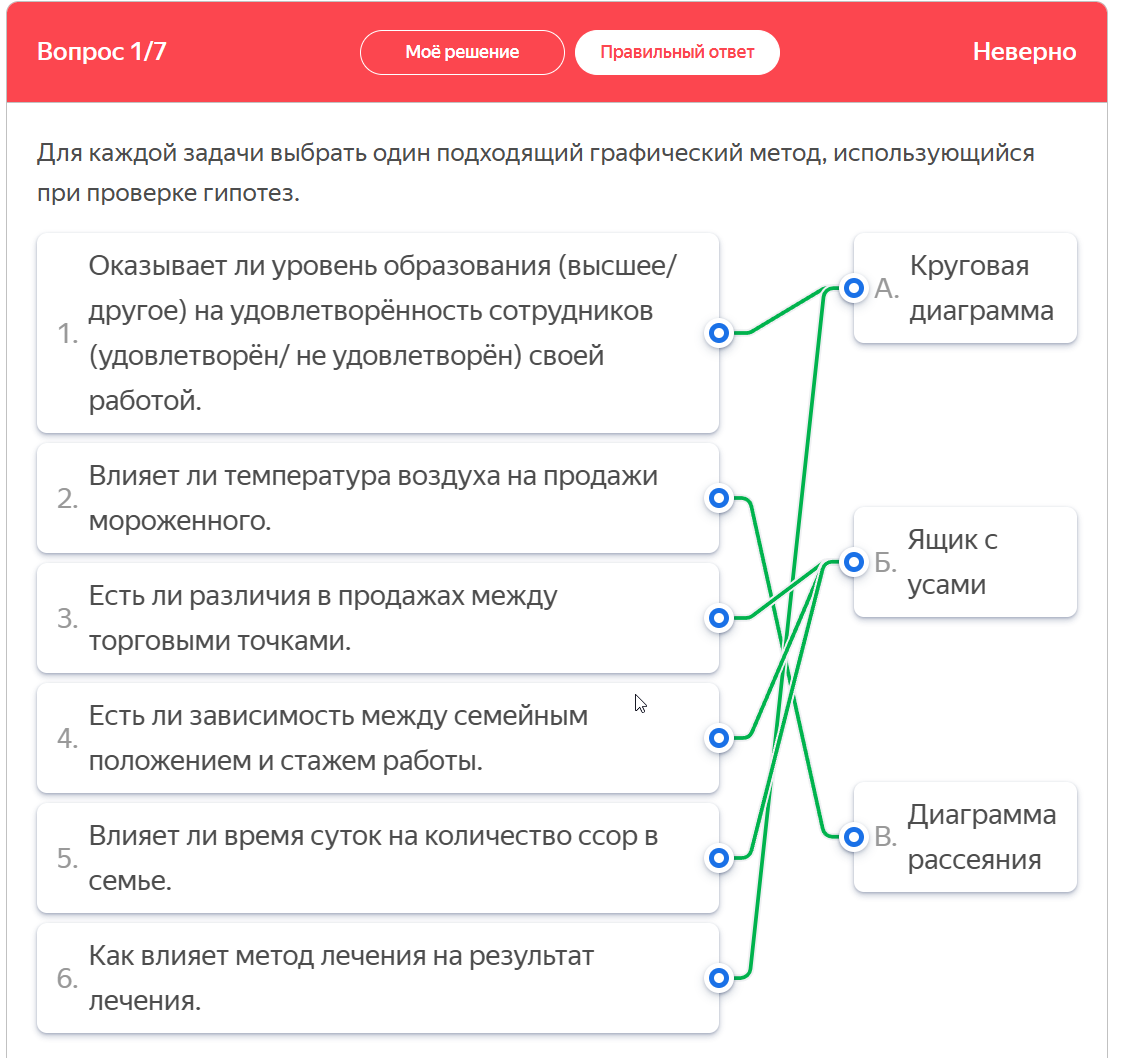 Вопрос 1/7
Моё решение
Правильный ответ
Неверно
Для каждой задачи выбрать один подходящий графический метод, использующийся
при проверке гипотез.
1. Оказывает ли уровень образования (высшее/
другое) на удовлетворённость сотрудников
(удовлетворён/ не удовлетворён) своей
работой.
2. Влияет ли температура воздуха на продажи
мороженного.
3. Есть ли различия в продажах между
торговыми точками.
4. Есть ли зависимость между семейным
положением и стажем работы.
5. Влияет ли время суток на количество ссор в
семье.
6. Как влияет метод лечения на результат
лечения.
А. Круговая
диаграмма
Б. Ящик с
усами
В. Диаграмма
рассеяния